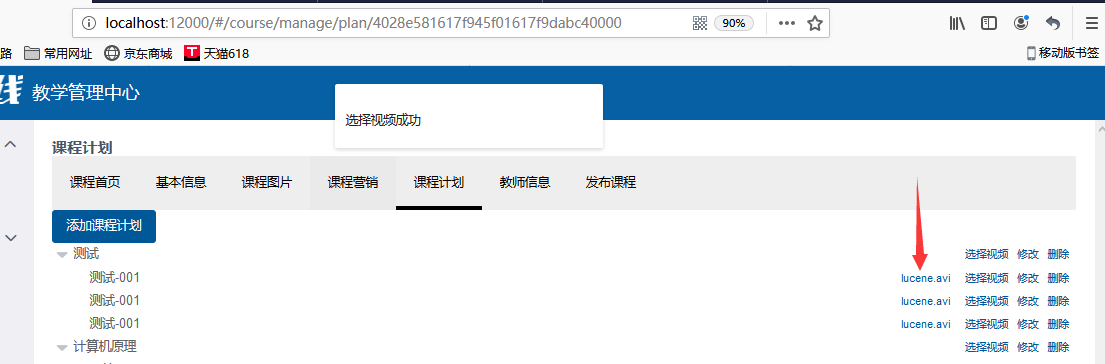 localhost:12000/#/course/manage/plan/4028e581617f945f01617f9dabc40000 90%
路 常用网址 京东商城 天猫618 移动版书签
线 教学管理中心
选择视频成功
课程计划
课程首页 基本信息 课程图片 课程营销 课程计划 教师信息 发布课程
添加课程计划
测试 选择视频 修改 删除
测试-001 lucene.avi 选择视频 修改 删除
测试-001 lucene.avi 选择视频 修改 删除
测试-001 lucene.avi 选择视频 修改 删除
计算机原理 选择视频 修改 删除